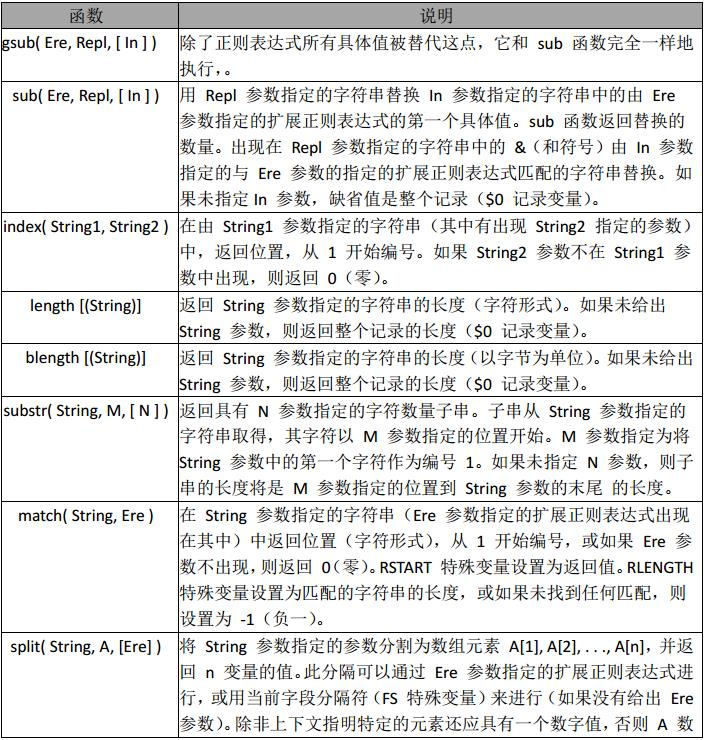 函数 说明
gsub( Ere, Repl, [ In ] ) 除了正则表达式所有具体值被替代这点，它和 sub 函数完全一样地
执行，。
sub( Ere, Repl, [ In ] ) 用 Repl 参数指定的字符串替换 In 参数指定的字符串中的由 Ere
参数指定的扩展正则表达式的第一个具体值。sub 函数返回替换的
数量。出现在 Repl 参数指定的字符串中的 &（和符号）由 In 参数
指定的与 Ere 参数的指定的扩展正则表达式匹配的字符串替换。如
果未指定 In 参数，缺省值是整个记录（$0 记录变量）。
index( String1, String2 ) 在由 String1 参数指定的字符串（其中有出现 String2 指定的参数）
中，返回位置，从 1 开始编号。如果 String2 参数不在 String1 参
数中出现，则返回 0（零）。
length [(String)] 返回 String 参数指定的字符串的长度（字符形式）。如果未给出
String 参数，则返回整个记录的长度（$0 记录变量）。
blength [(String)] 返回 String 参数指定的字符串的长度（以字节为单位）。如果未给出
String 参数，则返回整个记录的长度（$0 记录变量）。
substr( String, M, [ N ] ) 返回具有 N 参数指定的字符数量子串。子串从 String 参数指定的
字符串取得，其字符以 M 参数指定的位置开始。M 参数指定为将
String 参数中的第一个字符作为编号 1。如果未指定 N 参数，则子
串的长度将是 M 参数指定的位置到 String 参数的末尾 的长度。
match( String, Ere ) 在 String 参数指定的字符串（Ere 参数指定的扩展正则表达式出现
在其中）中返回位置（字符形式），从 1 开始编号，或如果 Ere 参
数不出现，则返回 0（零）。RSTART 特殊变量设置为返回值。RLENGTH
特殊变量设置为匹配的字符串的长度，或如果未找到任何匹配，则
设置为 -1（负一）。
split( String, A, [Ere] ) 将 String 参数指定的参数分割为数组元素 A[1], A[2], . . ., A[n]，并返
回 n 变量的值。此分隔可以通过 Ere 参数指定的扩展正则表达式进
行，或用当前字段分隔符（FS 特殊变量）来进行（如果没有给出 Ere
参数）。除非上下文指明特定的元素还应具有一个数字值，否则 A 数